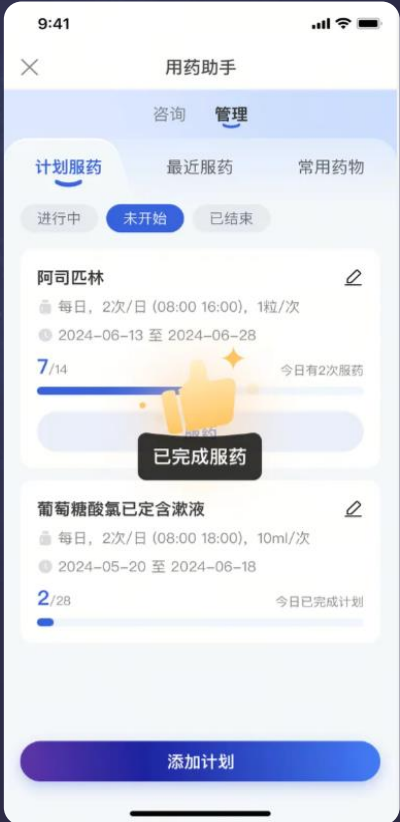 9:41
用药助手
咨询 管理
计划服药 最近服药 常用药物
进行中 未开始 已结束
阿司匹林
每日，2次/日 (08:00 16:00)，1粒/次
2024-06-13 至 2024-06-28
7/14 今日有2次服药
已完成服药
葡萄糖酸氯已定含漱液
每日，2次/日 (08:00 18:00)，10ml/次
2024-05-20 至 2024-06-18
2/28 今日已完成计划
添加计划